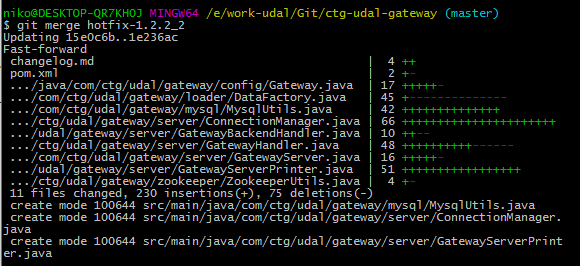 niko@DESKTOP-QR7KHOJ MINGW64 /e/work-udal/Git/ctg-udal-gateway (master)
$ git merge hotfix-1.2.2_2
Updating 15e0c6b..1e236ac
Fast-forward
 changelog.md                                       |  4 ++
 pom.xml                                            |  2 +-
 .../java/com/ctg/udal/gateway/config/Gateway.java  | 17 +++++-
 .../com/ctg/udal/gateway/loader/DataFactory.java   | 45 +---------------
 .../com/ctg/udal/gateway/mysql/MysqlUtils.java     | 42 ++++++++++++++
 .../ctg/udal/gateway/server/ConnectionManager.java | 66 ++++++++++++++++++++++
 .../udal/gateway/server/GatewayBackendHandler.java | 10 ++--
 .../ctg/udal/gateway/server/GatewayHandler.java    | 48 ++++++++++------
 .../com/ctg/udal/gateway/server/GatewayServer.java | 16 +++++-
 .../udal/gateway/server/GatewayServerPrinter.java  | 51 +++++++++++++++++
 .../ctg/udal/gateway/zookeeper/ZookeeperUtils.java |  4 +-
 11 files changed, 230 insertions(+), 75 deletions(-)
 create mode 100644 src/main/java/com/ctg/udal/gateway/mysql/MysqlUtils.java
 create mode 100644 src/main/java/com/ctg/udal/gateway/server/ConnectionManager.
java
 create mode 100644 src/main/java/com/ctg/udal/gateway/server/GatewayServerPrint
er.java